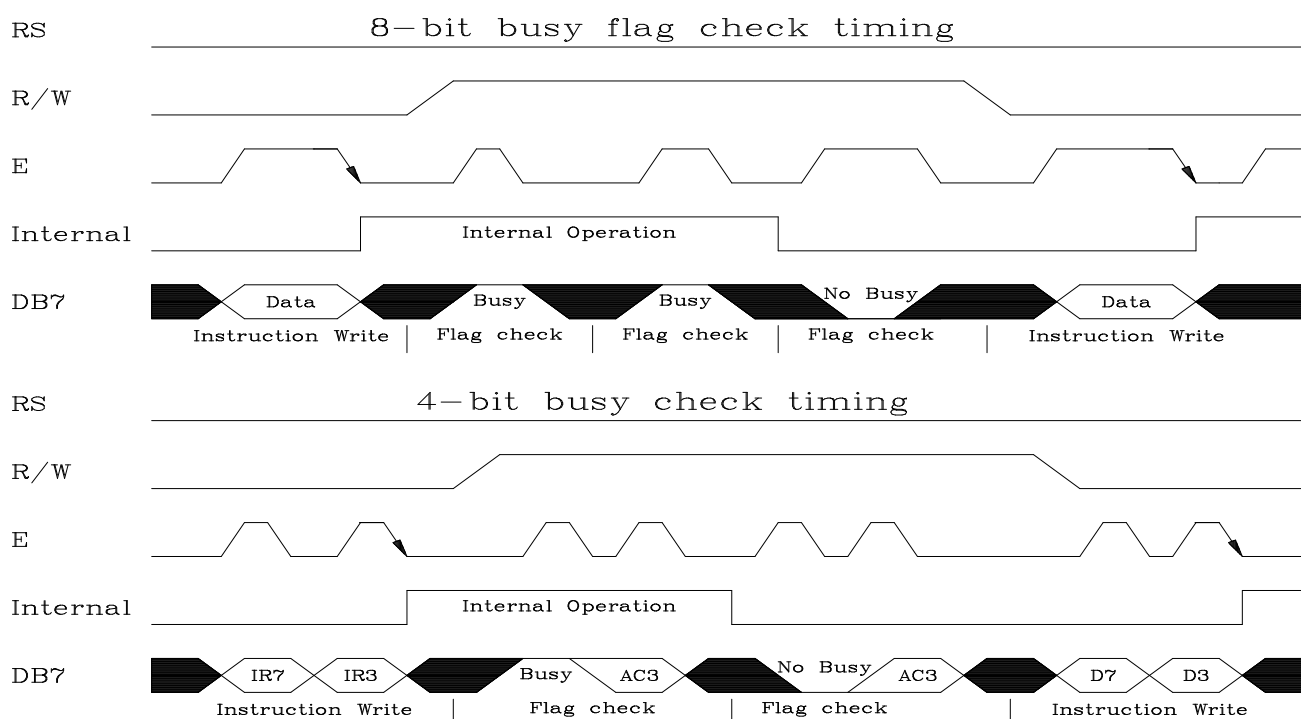 RS
8-bit busy flag check timing
R/W
E
Internal
Internal Operation
DB7
Data
Busy
Busy
No Busy
Data
Instruction Write
Flag check
Flag check
Flag check
Instruction Write
RS
4-bit busy check timing
R/W
E
Internal
Internal Operation
DB7
IR7
IR3
Busy
AC3
No Busy
AC3
D7
D3
Instruction Write
Flag check
Flag check
Instruction Write